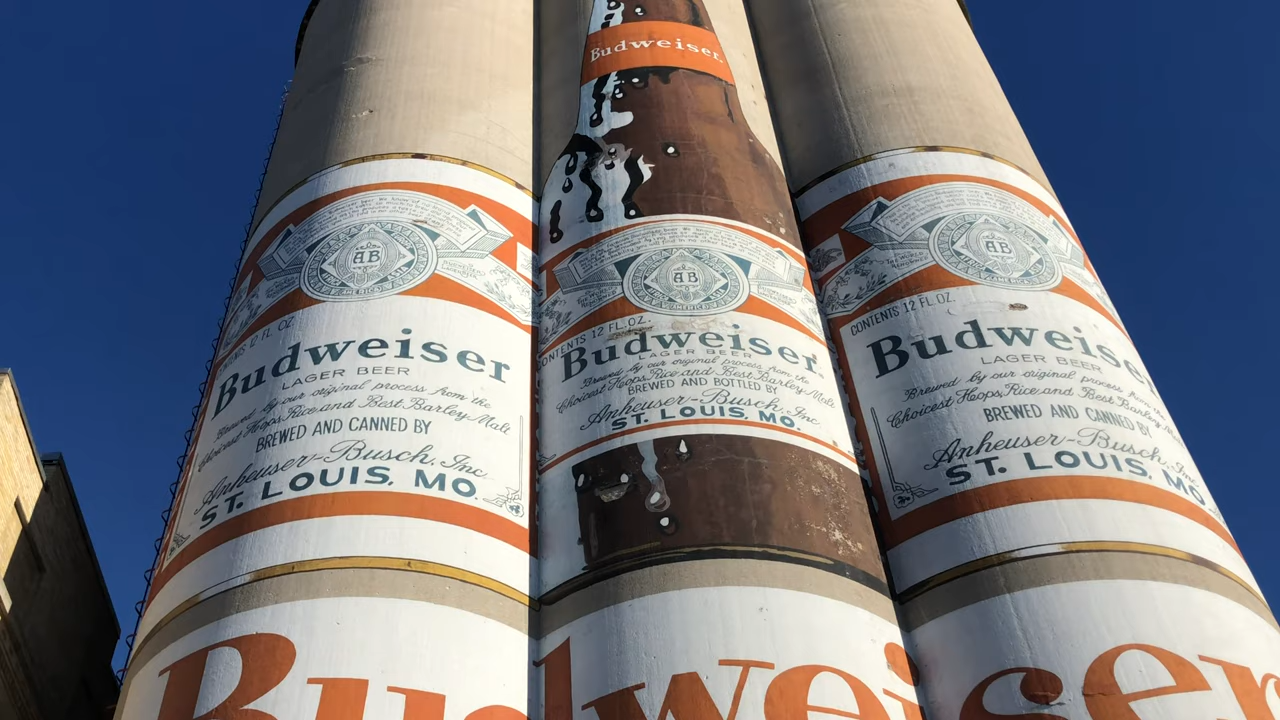 Budweiser
AB
CONTENTS 12 FL. OZ.
Budweiser
LAGER BEER
Brewed by our original process from the
Choicest Hops, Rice and Best Barley Malt
BREWED AND CANNED BY
Anheuser-Busch, Inc.
ST. LOUIS, MO.
AB
CONTENTS 12 FL. OZ.
Budweiser
LAGER BEER
Brewed by our original process from the
Choicest Hops, Rice and Best Barley Malt
BREWED AND BOTTLED BY
Anheuser-Busch, Inc.
ST. LOUIS, MO.
AB
CONTENTS 12 FL. OZ.
Budweiser
LAGER BEER
Brewed by our original process from the
Choicest Hops, Rice and Best Barley Malt
BREWED AND CANNED BY
Anheuser-Busch, Inc.
ST. LOUIS, MO.
Budweiser